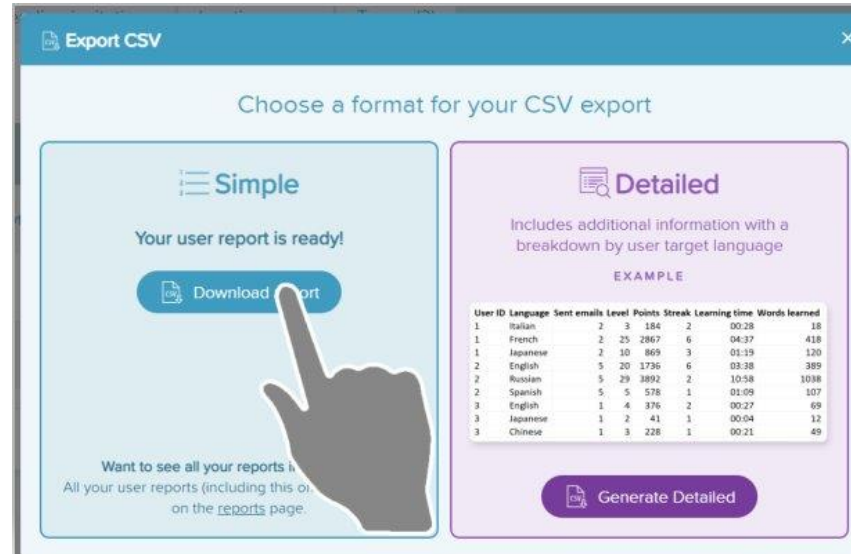 Export CSV
Choose a format for your CSV export
Simple
Your user report is ready!
Download
Want to see all your reports
All your user reports (including this
on the reports page.
Detailed
Includes additional information with a
breakdown by user target language
EXAMPLE
User ID Language Sent emails Level Points Streak Learning time Words learned
1 Italian 2 3 184 2 00:28 18
1 French 2 25 2867 6 04:37 418
1 Japanese 2 10 869 3 01:19 120
2 English 5 20 1736 6 03:38 389
2 Russian 5 29 3892 2 10:58 1038
2 Spanish 5 5 578 1 01:09 107
3 English 1 4 376 2 00:27 69
3 Japanese 1 2 41 1 00:04 12
3 Chinese 1 3 228 1 00:21 49
Generate Detailed